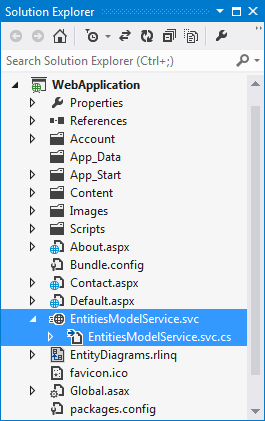 Solution Explorer
Search Solution Explorer (Ctrl+;)
WebApplication
Properties
References
Account
App_Data
App_Start
Content
Images
Scripts
About.aspx
Bundle.config
Contact.aspx
Default.aspx
EntitiesModelService.svc
EntitiesModelService.svc.cs
EntityDiagrams.rlinq
favicon.ico
Global.asax
packages.config